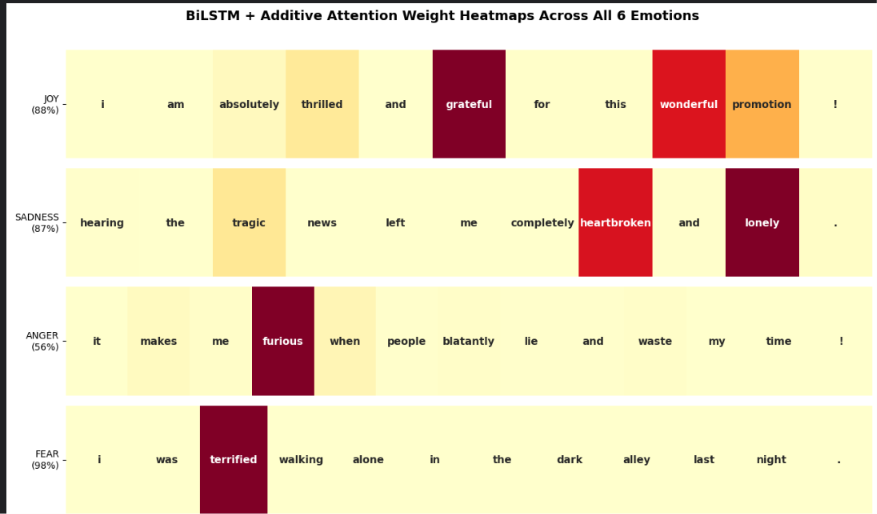 BiLSTM + Additive Attention Weight Heatmaps Across All 6 Emotions
JOY
(88%)
i am absolutely thrilled and grateful for this wonderful promotion !
SADNESS
(87%)
hearing the tragic news left me completely heartbroken and lonely .
ANGER
(56%)
it makes me furious when people blatantly lie and waste my time !
FEAR
(98%)
i was terrified walking alone in the dark alley last night .